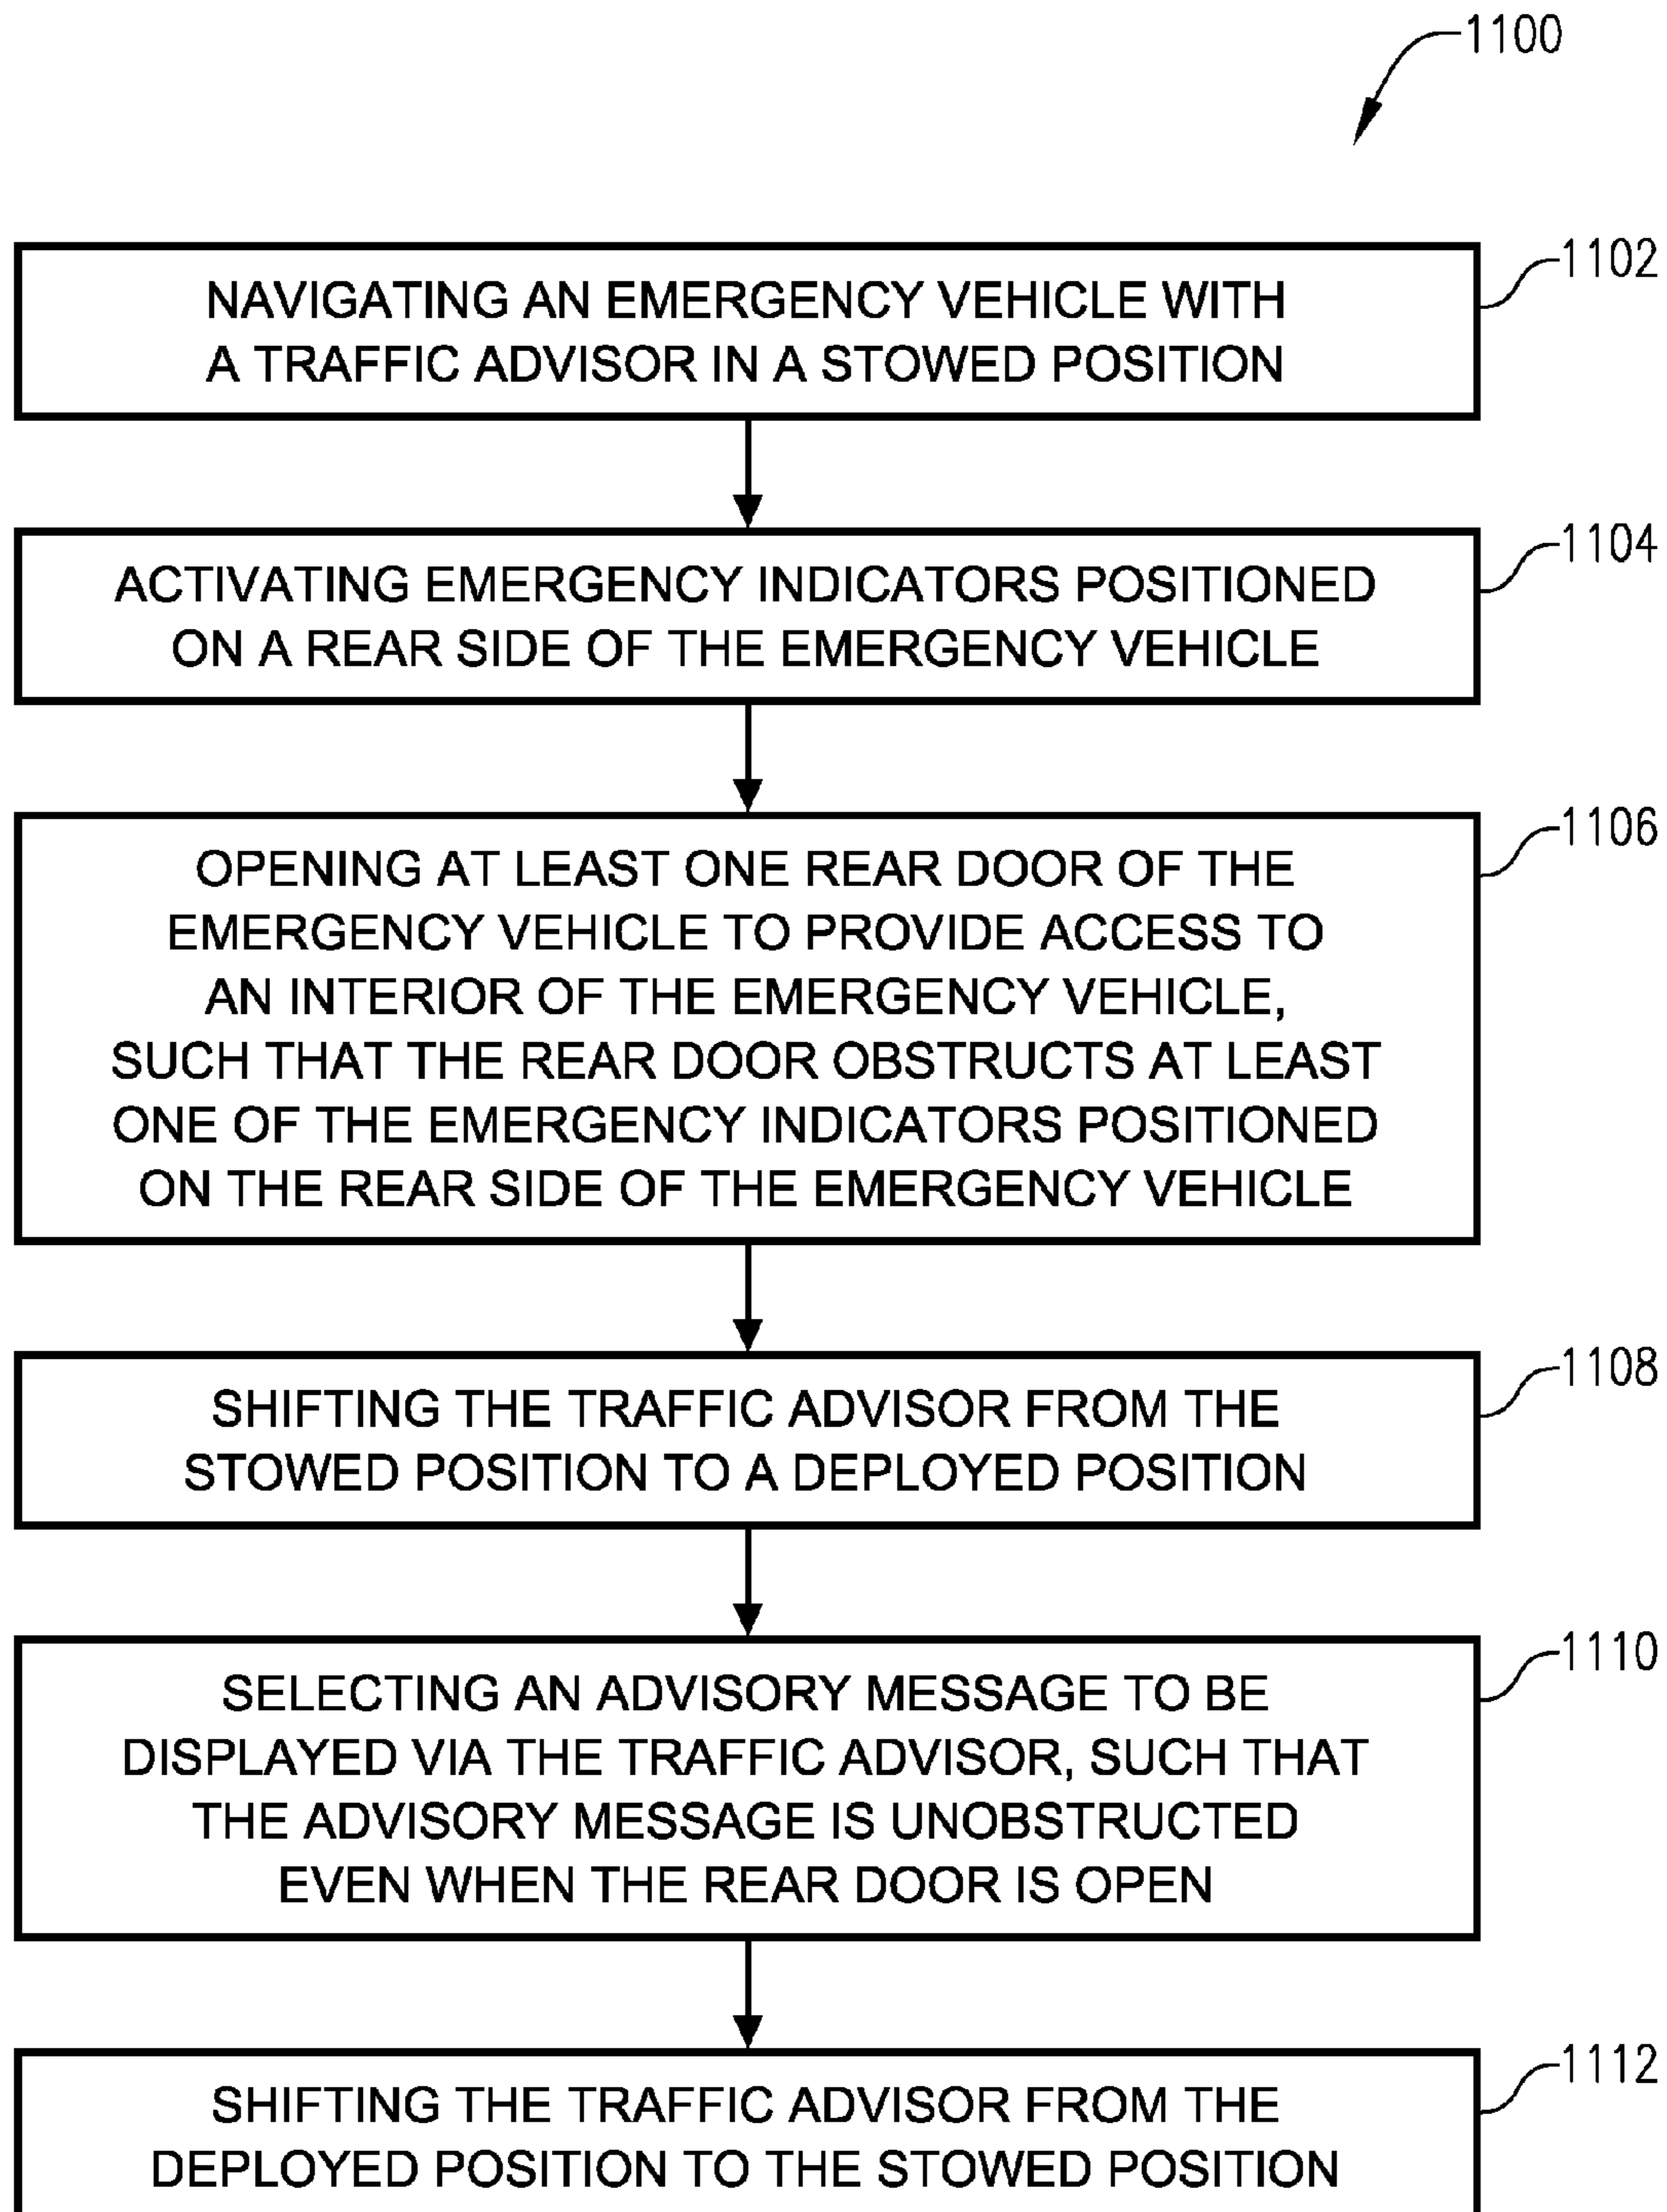 1100
1102
NAVIGATING AN EMERGENCY VEHICLE WITH
A TRAFFIC ADVISOR IN A STOWED POSITION
1104
ACTIVATING EMERGENCY INDICATORS POSITIONED
ON A REAR SIDE OF THE EMERGENCY VEHICLE
1106
OPENING AT LEAST ONE REAR DOOR OF THE
EMERGENCY VEHICLE TO PROVIDE ACCESS TO
AN INTERIOR OF THE EMERGENCY VEHICLE,
SUCH THAT THE REAR DOOR OBSTRUCTS AT LEAST
ONE OF THE EMERGENCY INDICATORS POSITIONED
ON THE REAR SIDE OF THE EMERGENCY VEHICLE
1108
SHIFTING THE TRAFFIC ADVISOR FROM THE
STOWED POSITION TO A DEPLOYED POSITION
1110
SELECTING AN ADVISORY MESSAGE TO BE
DISPLAYED VIA THE TRAFFIC ADVISOR, SUCH THAT
THE ADVISORY MESSAGE IS UNOBSTRUCTED
EVEN WHEN THE REAR DOOR IS OPEN
1112
SHIFTING THE TRAFFIC ADVISOR FROM THE
DEPLOYED POSITION TO THE STOWED POSITION